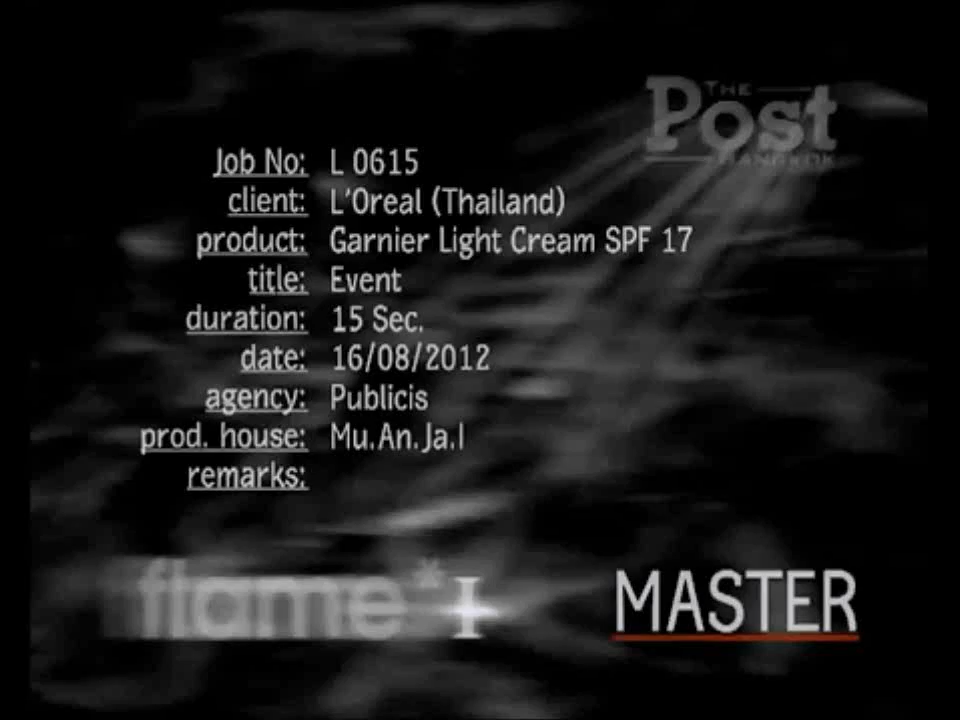 THE
Post
BANGKOK
Job No: L 0615
client: L'Oreal (Thailand)
product: Garnier Light Cream SPF 17
title: Event
duration: 15 Sec.
date: 16/08/2012
agency: Publicis
prod. house: Mu.An.Ja.I
remarks:
flame*I
MASTER